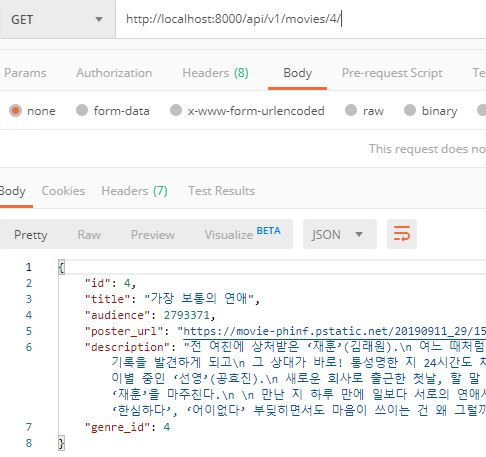 GET
http://localhost:8000/api/v1/movies/4/
Params Authorization Headers (8) Body Pre-request Script
none form-data x-www-form-urlencoded raw binary
This request does no
Body Cookies Headers (7) Test Results
Pretty Raw Preview Visualize BETA JSON
1 {
2 "id": 4,
3 "title": "가장 보통의 연애",
4 "audience": 2793371,
5 "poster_url": "https://movie-phinf.pstatic.net/20190911_29/15
6 "description": "전 여친에 상처받은 ‘재훈’(김래원).\n 여느 때처럼
기록을 발견하게 되고\n 그 상대가 바로! 통성명한 지 24시간도 채
이별 중인 ‘선영’(공효진).\n 새로운 회사로 출근한 첫날, 할 말
‘재훈’을 마주친다.\n \n 만난 지 하루 만에 일보다 서로의 연애사
‘한심하다’, ‘어이없다’ 부딪히면서도 마음이 쓰이는 건 왜 그럴까
7 "genre_id": 4
8 }